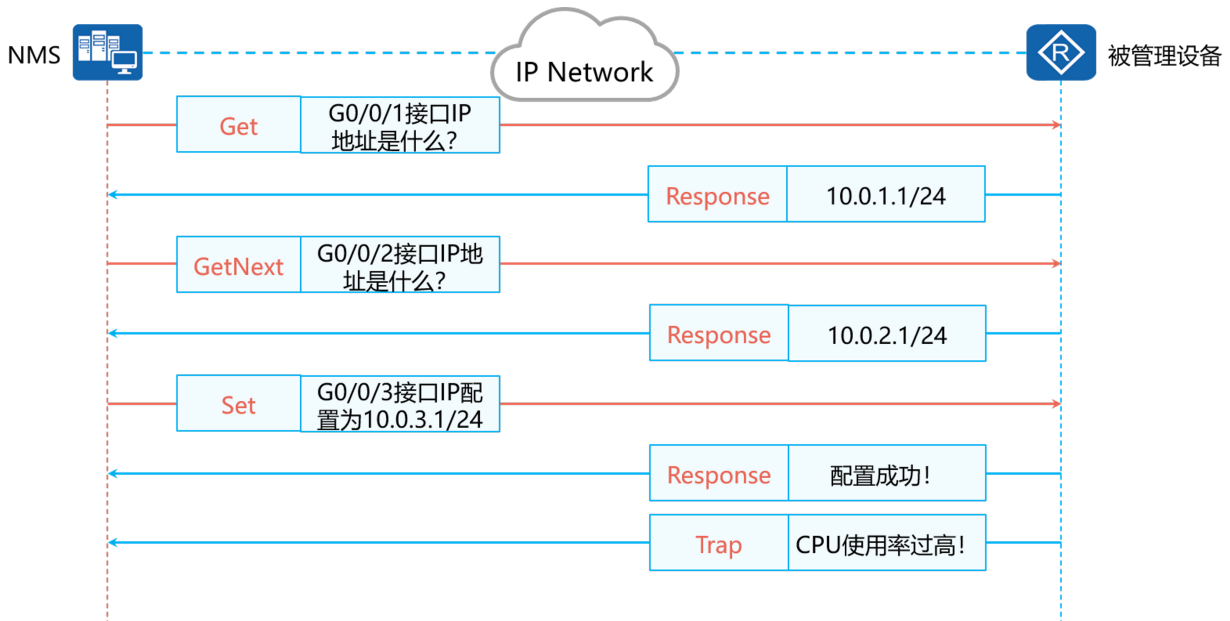 NMS
IP Network
R
被管理设备
Get
G0/0/1接口IP
地址是什么?
Response
10.0.1.1/24
GetNext
G0/0/2接口IP地
址是什么?
Response
10.0.2.1/24
Set
G0/0/3接口IP配
置为10.0.3.1/24
Response
配置成功!
Trap
CPU使用率过高!